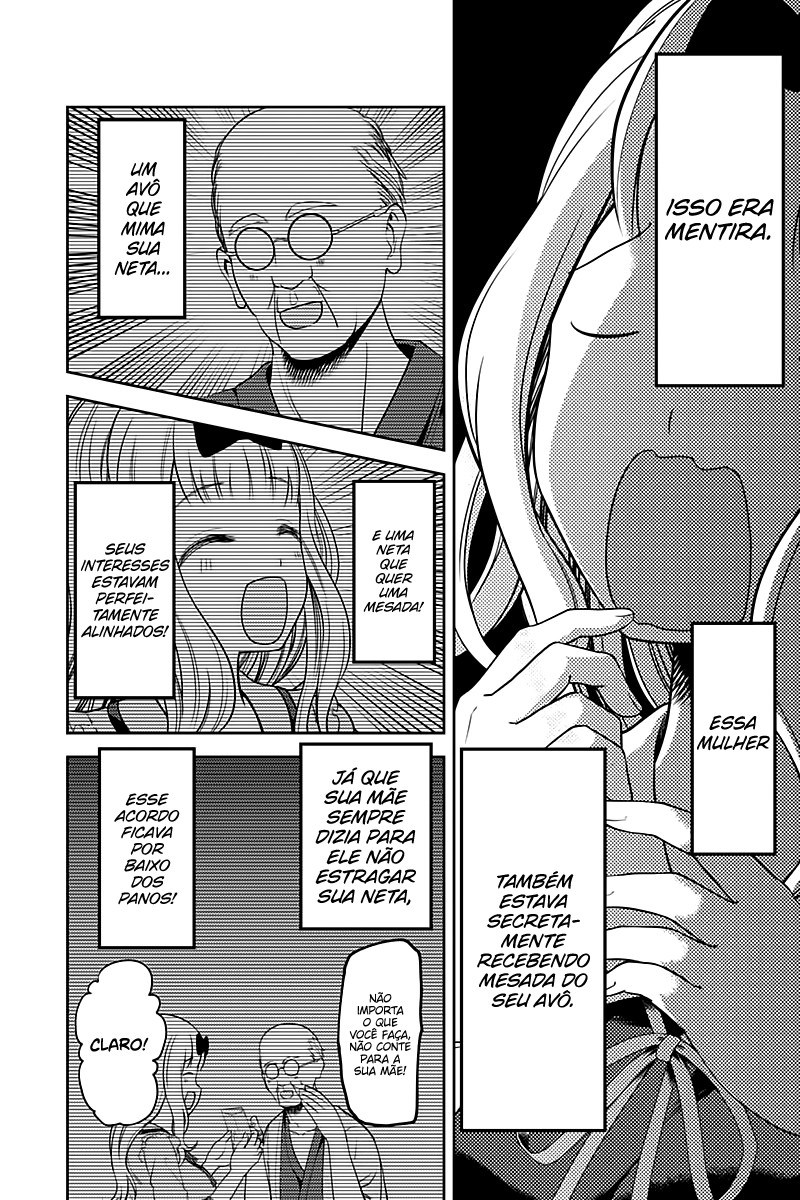 ISSO ERA
MENTIRA.
ESSA
MULHER
TAMBÉM
ESTAVA
SECRETA-
MENTE
RECEBENDO
MESADA DO
SEU AVÔ.
UM
AVÔ
QUE
MIMA
SUA
NETA...
E UMA
NETA
QUE
QUER
UMA
MESADA!
SEUS
INTERESSES
ESTAVAM
PERFEI-
TAMENTE
ALINHADOS!
JÁ QUE
SUA MÃE
SEMPRE
DIZIA PARA
ELE NÃO
ESTRAGAR
SUA NETA,
ESSE
ACORDO
FICAVA
POR
BAIXO
DOS
PANOS!
NÃO
IMPORTA
O QUE
VOCÊ FAÇA,
NÃO CONTE
PARA A
SUA MÃE!
CLARO!